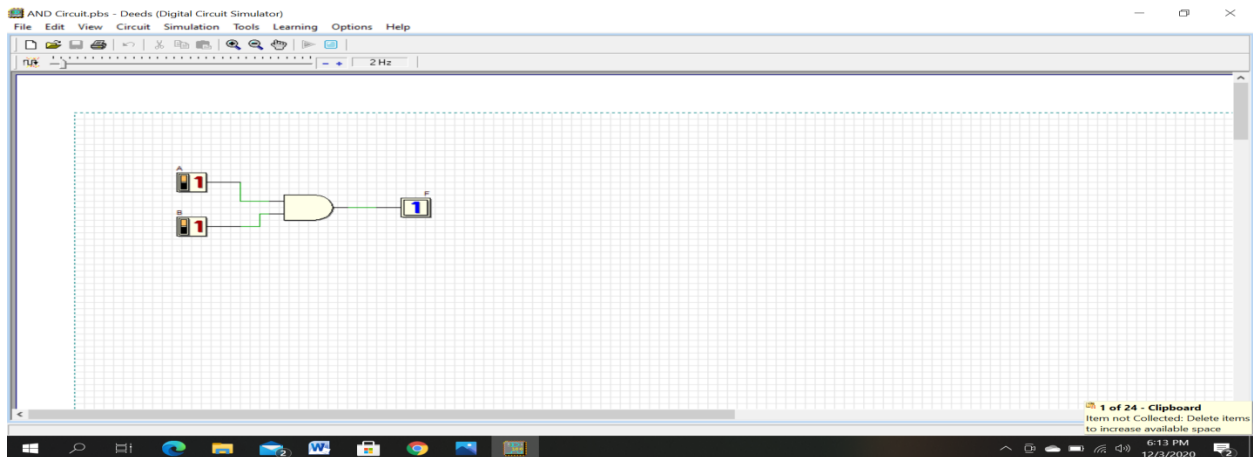 AND Circuit.pbs - Deeds (Digital Circuit Simulator)
File Edit View Circuit Simulation Tools Learning Options Help
2 Hz
A
1
F
1
B
1
1 of 24 - Clipboard
Item not Collected: Delete items
to increase available space
2
W
6:13 PM
12/3/2020
2